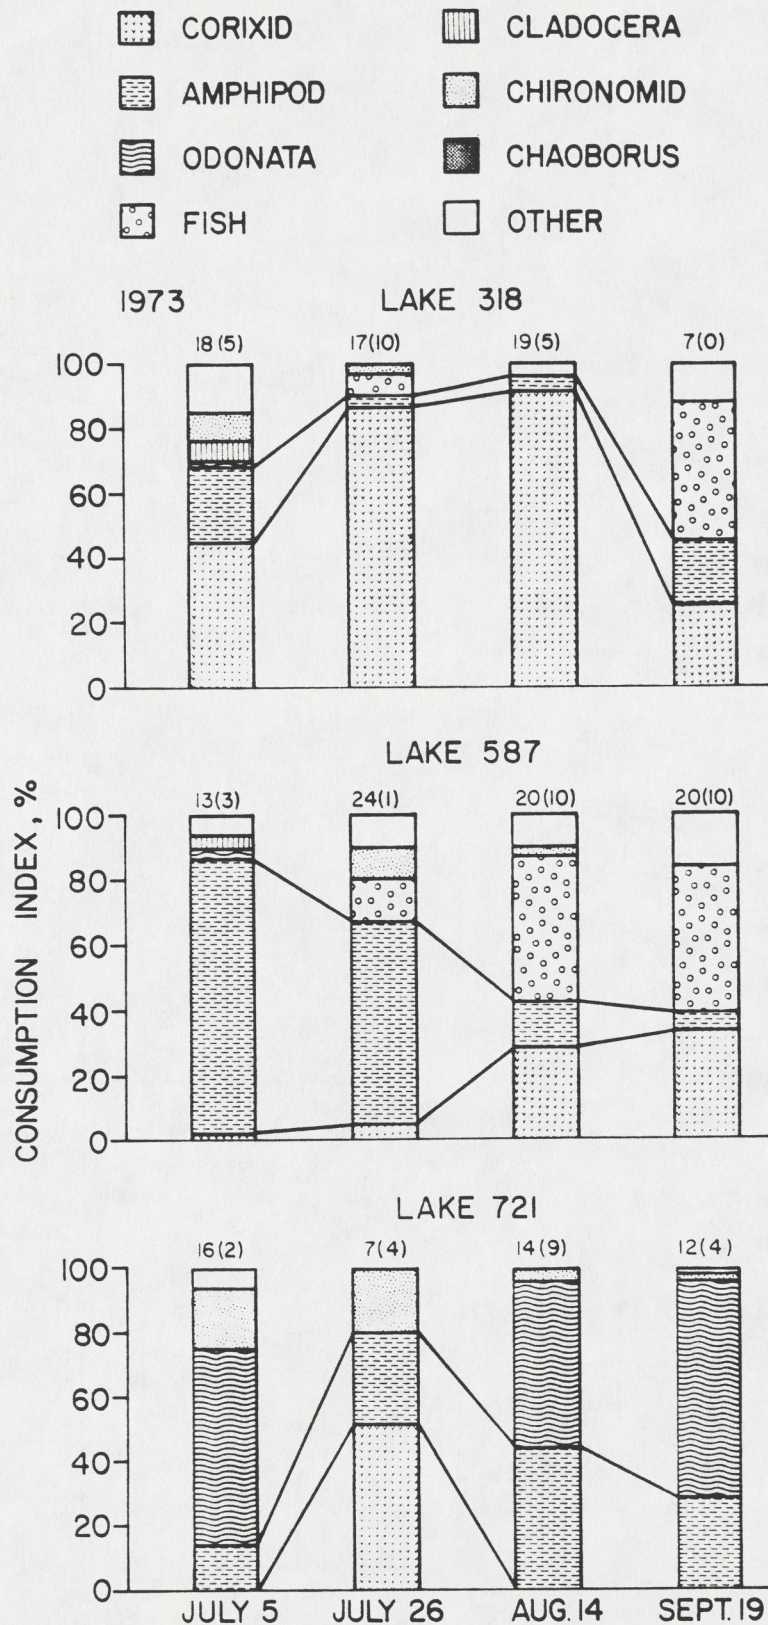 CORIXID CLADOCERA
AMPHIPOD CHIRONOMID
ODONATA CHAOBORUS
FISH OTHER
1973 LAKE 318
18(5) 17(10) 19(5) 7(0)
100
80
60
40
20
0
LAKE 587
13(3) 24(1) 20(10) 20(10)
100
80
60
40
20
0
CONSUMPTION INDEX, %
LAKE 721
16(2) 7(4) 14(9) 12(4)
100
80
60
40
20
0
JULY 5 JULY 26 AUG. 14 SEPT. 19